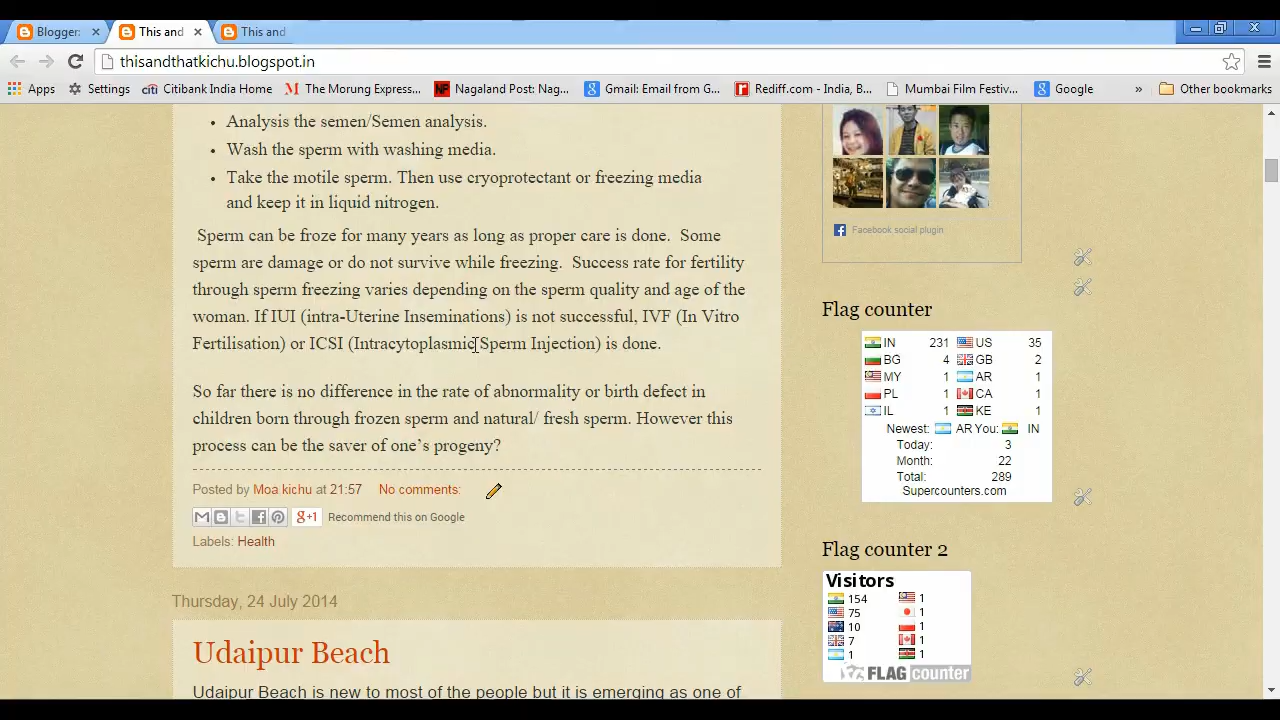 Blogger:
This and
This and
thisandthatkichu.blogspot.in
Apps Settings Citibank India Home The Morung Express... Nagaland Post: Nag... Gmail: Email from G... Rediff.com - India, B... Mumbai Film Festiv... Google » Other bookmarks
• Analysis the semen/Semen analysis.
• Wash the sperm with washing media.
• Take the motile sperm. Then use cryoprotectant or freezing media
and keep it in liquid nitrogen.
Sperm can be froze for many years as long as proper care is done. Some
sperm are damage or do not survive while freezing. Success rate for fertility
through sperm freezing varies depending on the sperm quality and age of the
woman. If IUI (intra-Uterine Inseminations) is not successful, IVF (In Vitro
Fertilisation) or ICSI (Intracytoplasmic Sperm Injection) is done.
So far there is no difference in the rate of abnormality or birth defect in
children born through frozen sperm and natural/ fresh sperm. However this
process can be the saver of one's progeny?
Posted by Moa kichu at 21:57 No comments:
g+1 Recommend this on Google
Labels: Health
Thursday, 24 July 2014
Udaipur Beach
Udaipur Beach is new to most of the people but it is emerging as one of
Facebook social plugin
Flag counter
IN 231 US 35
BG 4 GB 2
MY 1 AR 1
PL 1 CA 1
IL 1 KE 1
Newest: AR You: IN
Today: 3
Month: 22
Total: 289
Supercounters.com
Flag counter 2
Visitors
154 1
75 1
10 1
7 1
1 1
FLAG counter